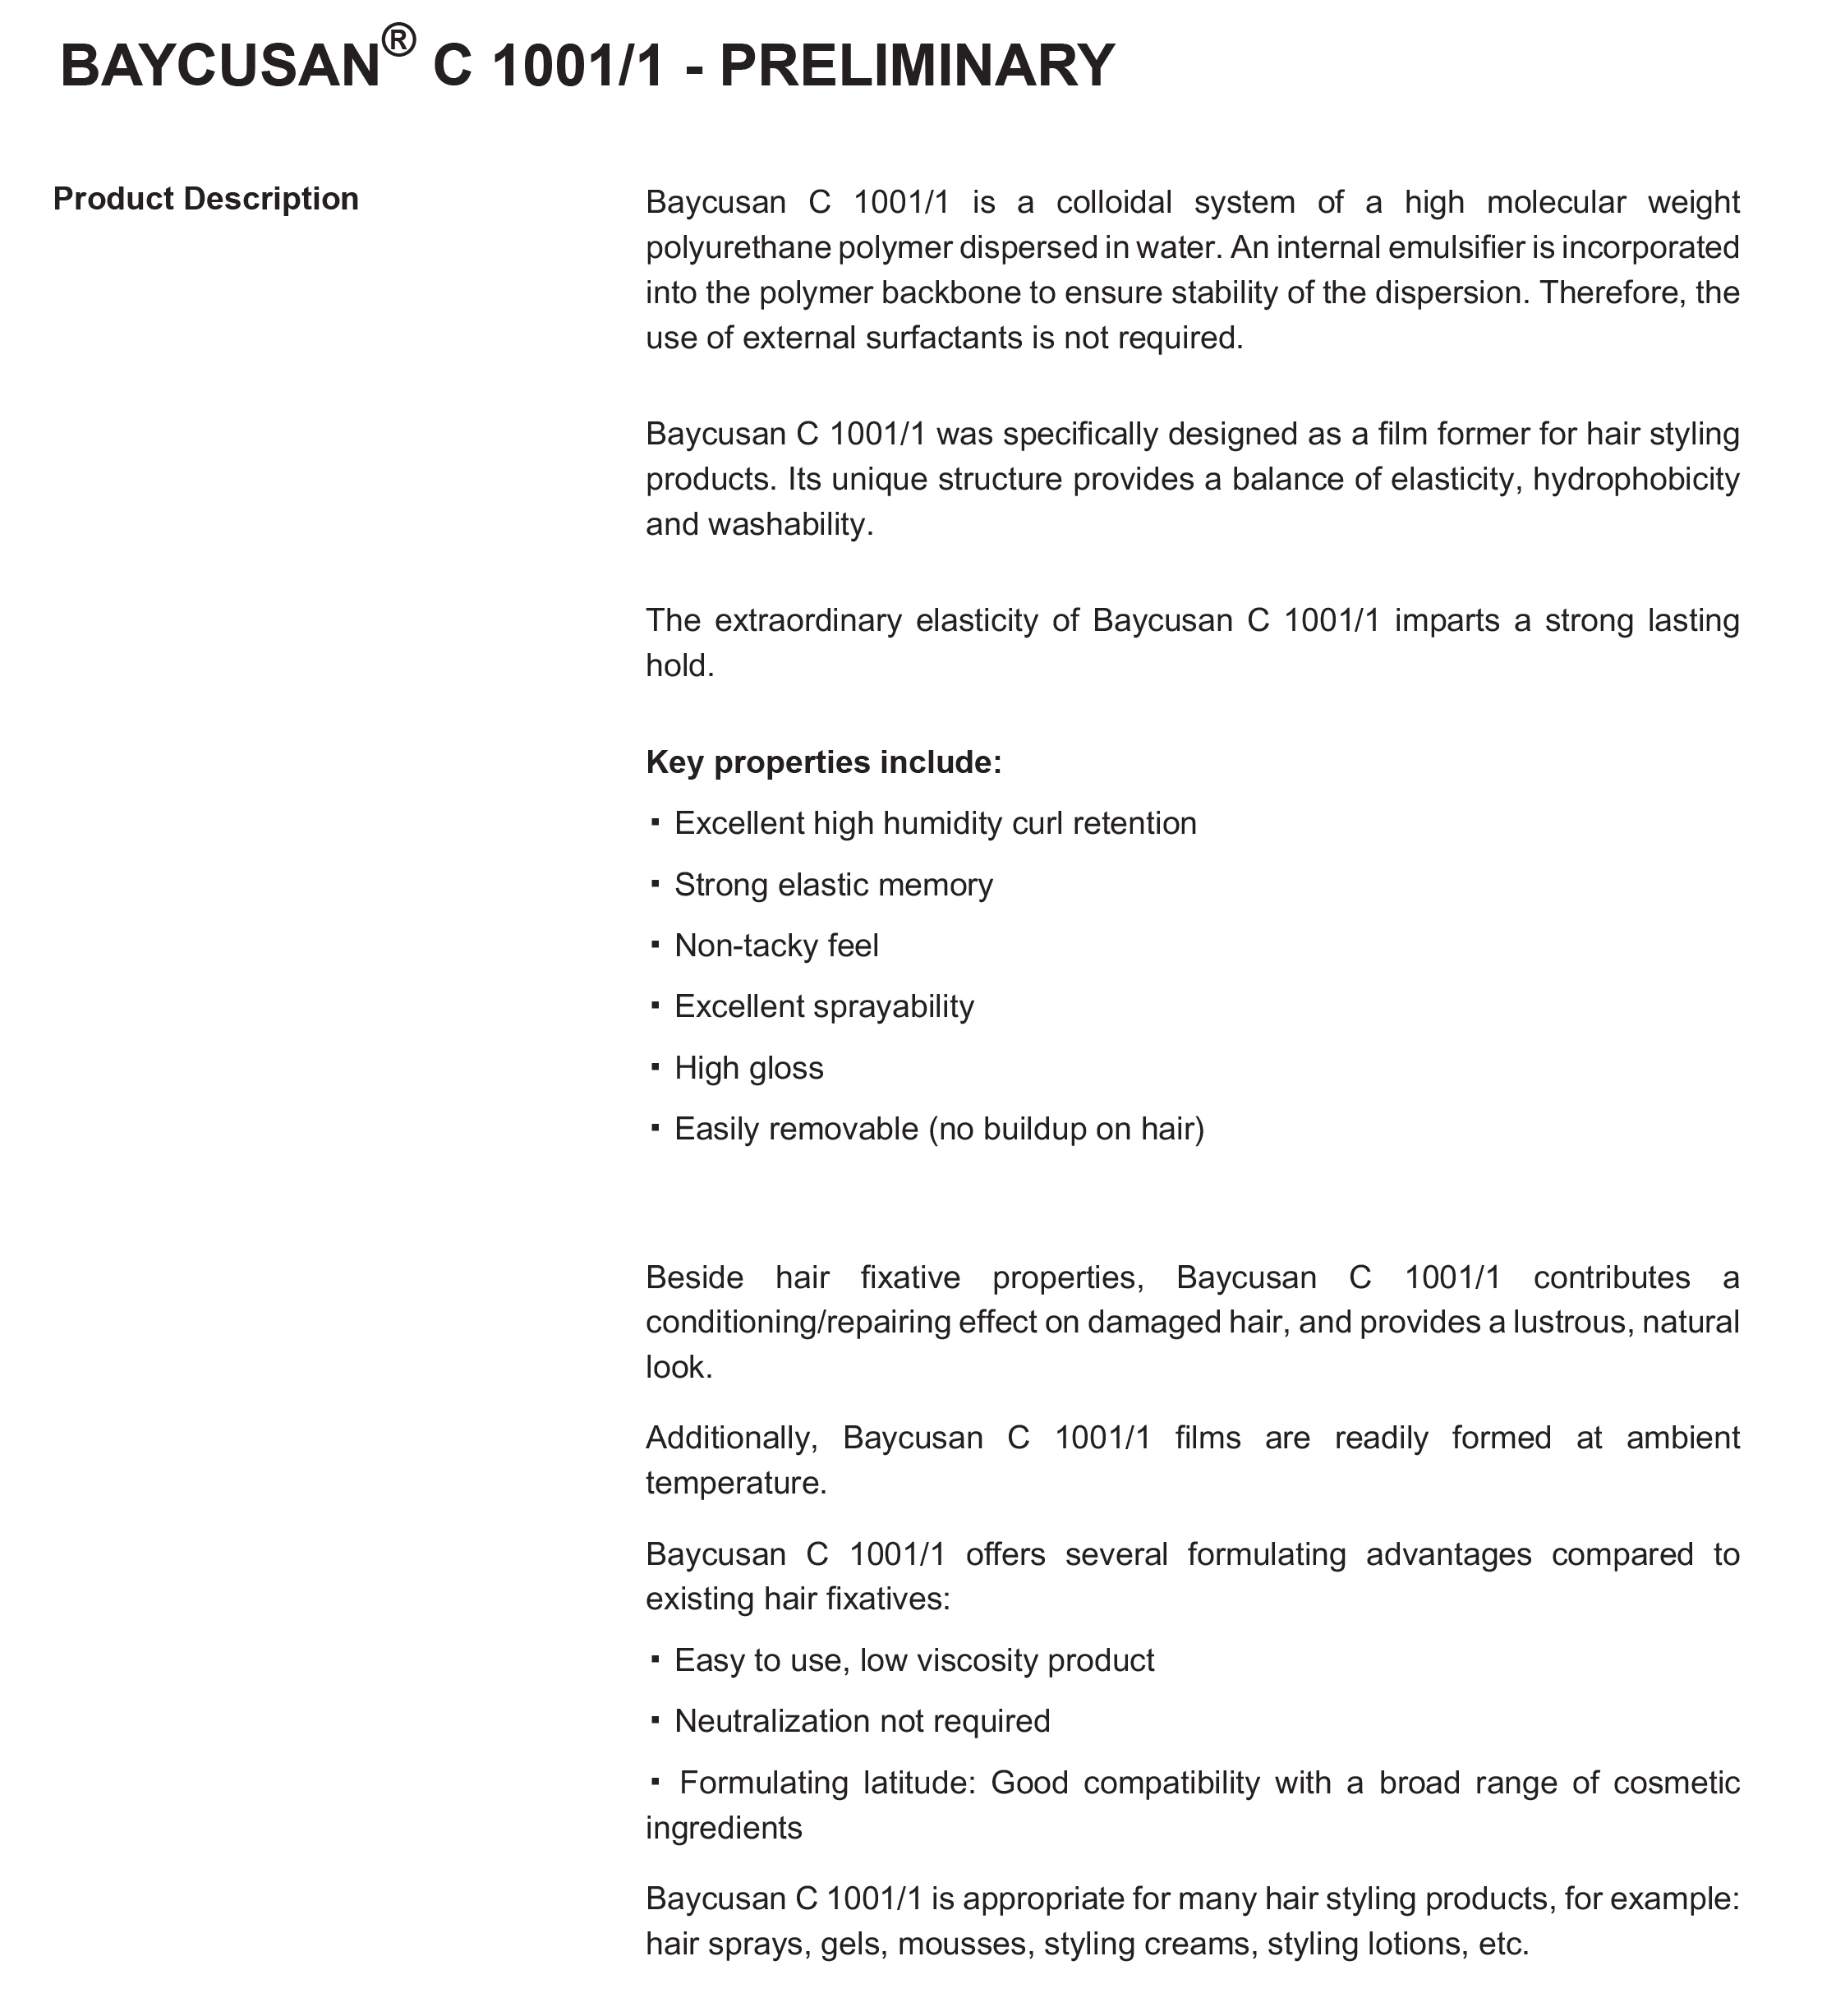 BAYCUSAN® C 1001/1 - PRELIMINARY
Product Description
Baycusan C 1001/1 is a colloidal system of a high molecular weight
polyurethane polymer dispersed in water. An internal emulsifier is incorporated
into the polymer backbone to ensure stability of the dispersion. Therefore, the
use of external surfactants is not required.
Baycusan C 1001/1 was specifically designed as a film former for hair styling
products. Its unique structure provides a balance of elasticity, hydrophobicity
and washability.
The extraordinary elasticity of Baycusan C 1001/1 imparts a strong lasting
hold.
Key properties include:
▪ Excellent high humidity curl retention
▪ Strong elastic memory
▪ Non-tacky feel
▪ Excellent sprayability
▪ High gloss
▪ Easily removable (no buildup on hair)
Beside hair fixative properties, Baycusan C 1001/1 contributes a
conditioning/repairing effect on damaged hair, and provides a lustrous, natural
look.
Additionally, Baycusan C 1001/1 films are readily formed at ambient
temperature.
Baycusan C 1001/1 offers several formulating advantages compared to
existing hair fixatives:
▪ Easy to use, low viscosity product
▪ Neutralization not required
▪ Formulating latitude: Good compatibility with a broad range of cosmetic
ingredients
Baycusan C 1001/1 is appropriate for many hair styling products, for example:
hair sprays, gels, mousses, styling creams, styling lotions, etc.